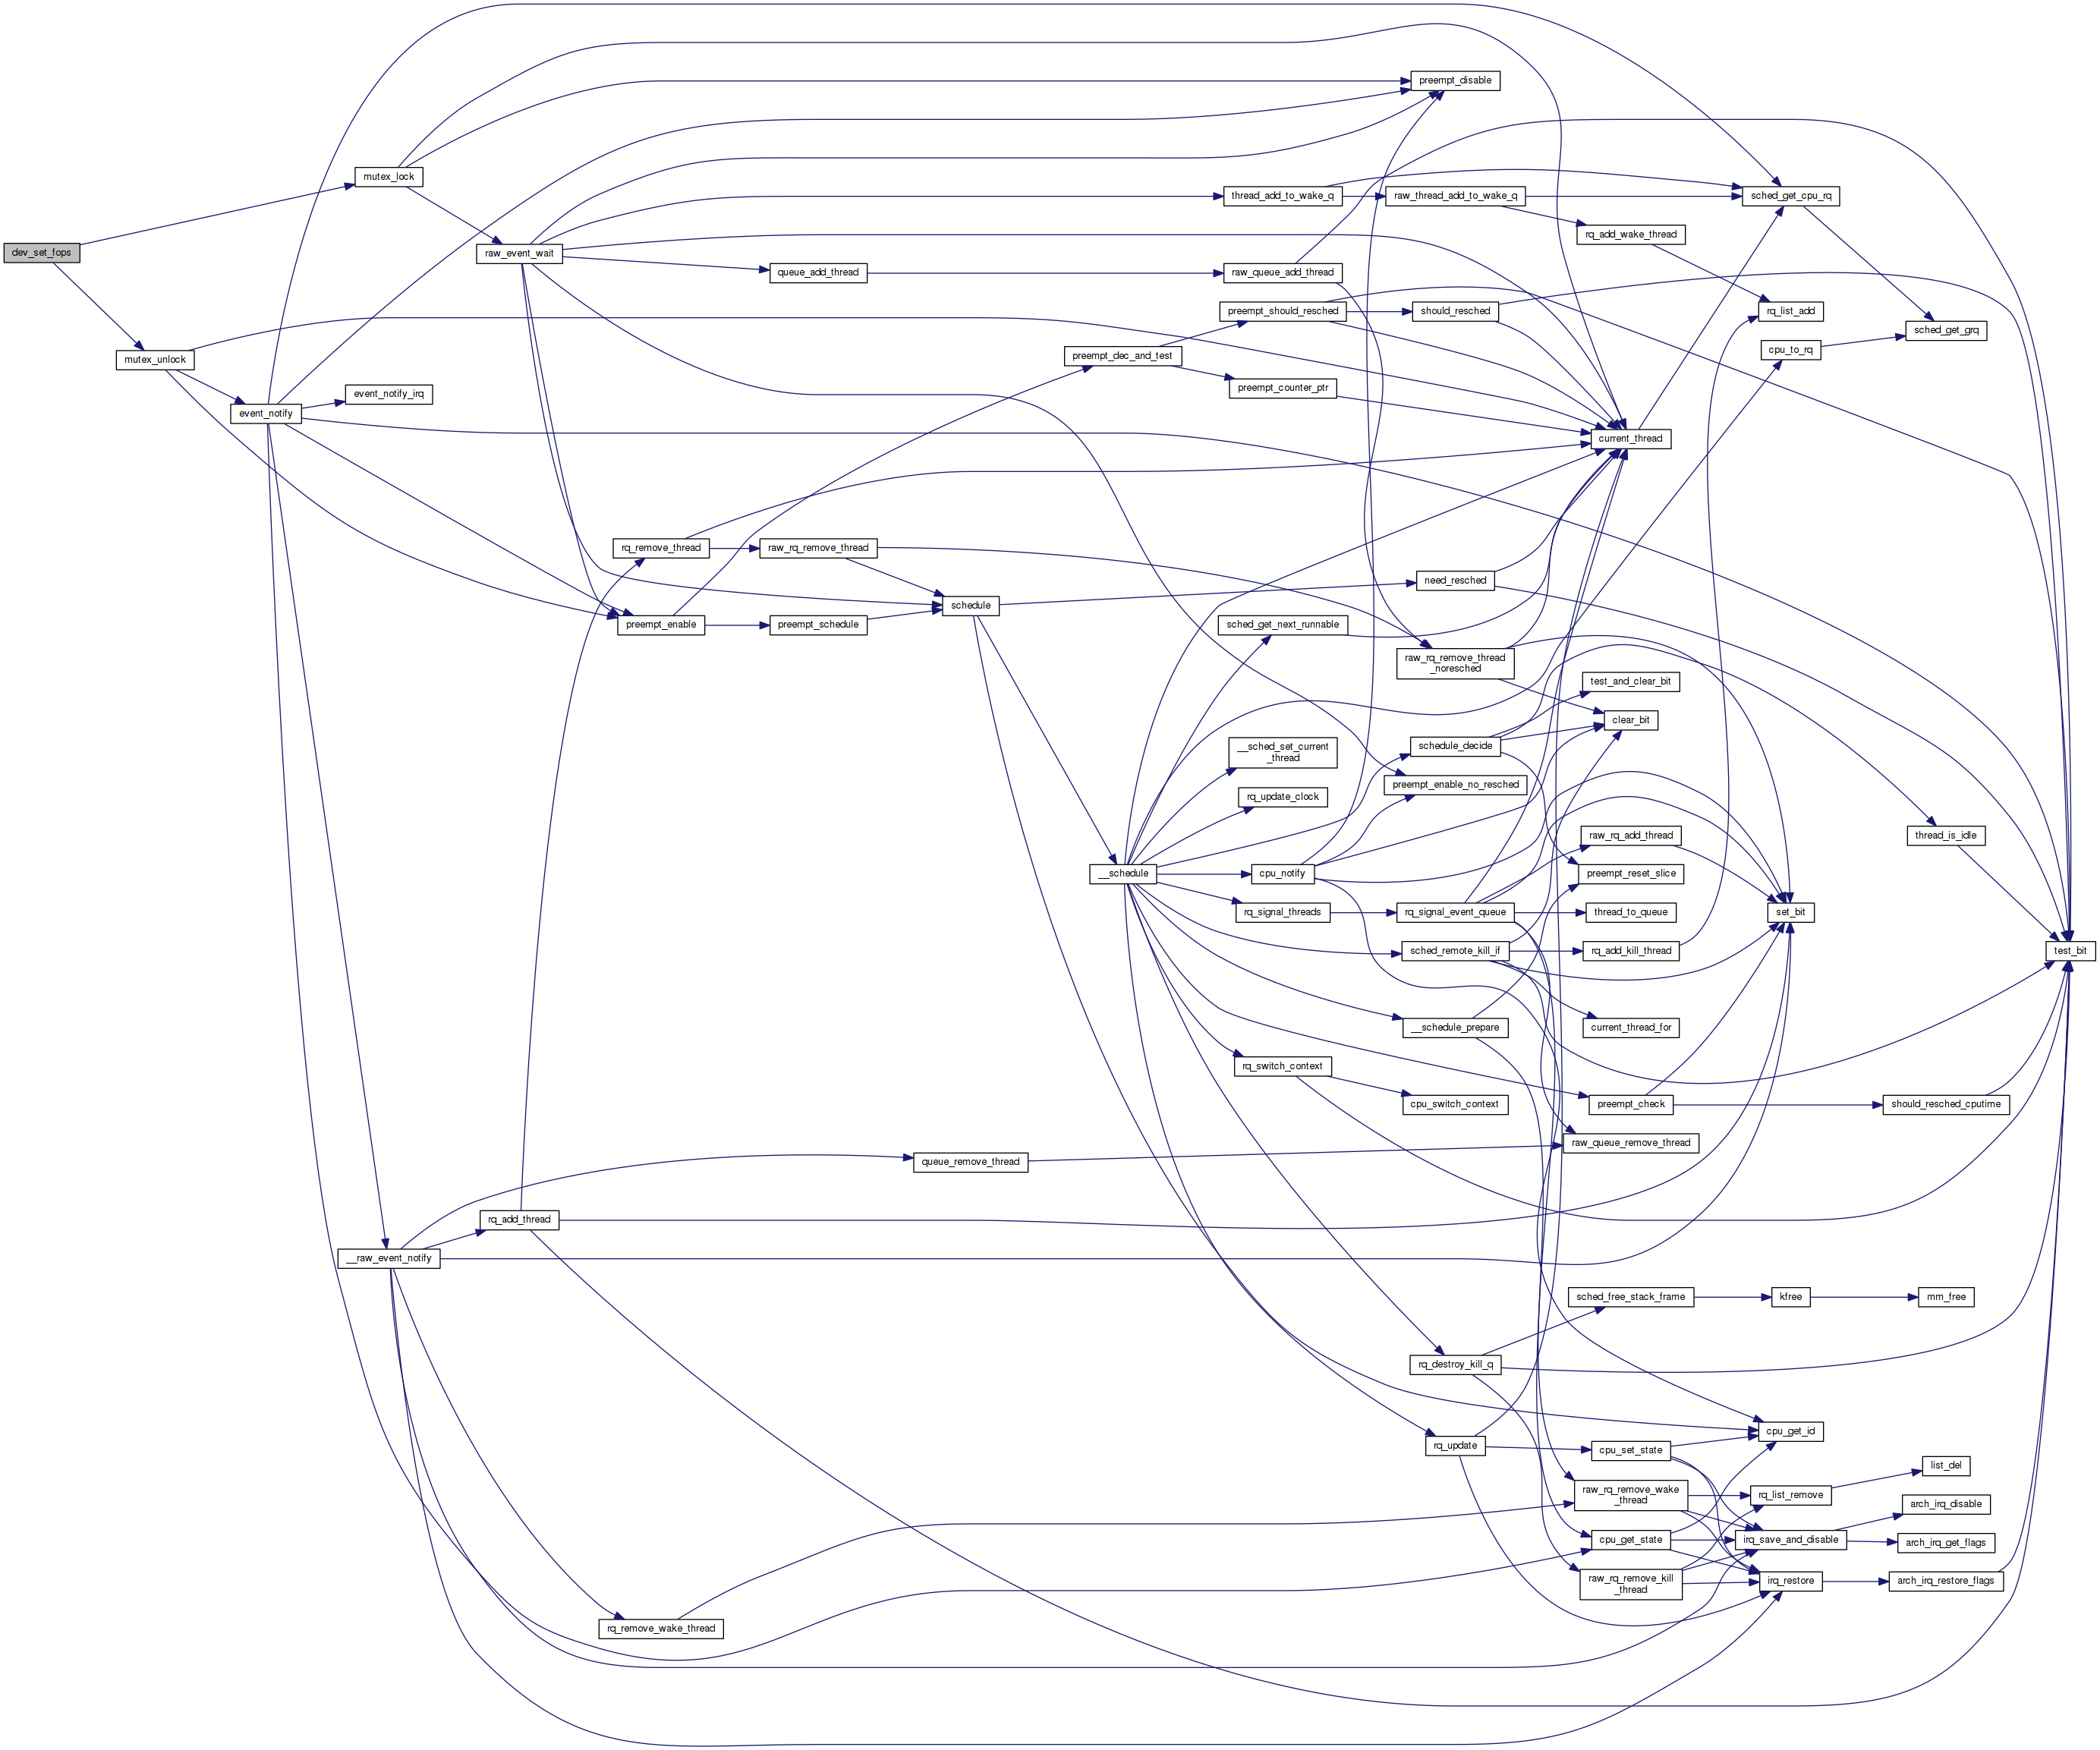 preempt_disable
mutex_lock
thread_add_to_wake_q
raw_thread_add_to_wake_q
sched_get_cpu_rq
rq_add_wake_thread
dev_set_fops
raw_event_wait
queue_add_thread
raw_queue_add_thread
preempt_should_resched
should_resched
rq_list_add
sched_get_grq
mutex_unlock
preempt_dec_and_test
cpu_to_rq
preempt_counter_ptr
event_notify_irq
event_notify
current_thread
rq_remove_thread
raw_rq_remove_thread
need_resched
schedule
preempt_enable
preempt_schedule
sched_get_next_runnable
raw_rq_remove_thread
_noresched
test_and_clear_bit
clear_bit
__sched_set_current
_thread
schedule_decide
preempt_enable_no_resched
rq_update_clock
raw_rq_add_thread
thread_is_idle
__schedule
cpu_notify
preempt_reset_slice
rq_signal_threads
rq_signal_event_queue
thread_to_queue
set_bit
sched_remote_kill_if
rq_add_kill_thread
test_bit
__schedule_prepare
current_thread_for
rq_switch_context
cpu_switch_context
preempt_check
should_resched_cputime
raw_queue_remove_thread
queue_remove_thread
rq_add_thread
__raw_event_notify
sched_free_stack_frame
kfree
mm_free
rq_destroy_kill_q
cpu_get_id
rq_update
cpu_set_state
list_del
raw_rq_remove_wake
_thread
rq_list_remove
arch_irq_disable
cpu_get_state
irq_save_and_disable
arch_irq_get_flags
raw_rq_remove_kill
_thread
irq_restore
arch_irq_restore_flags
rq_remove_wake_thread